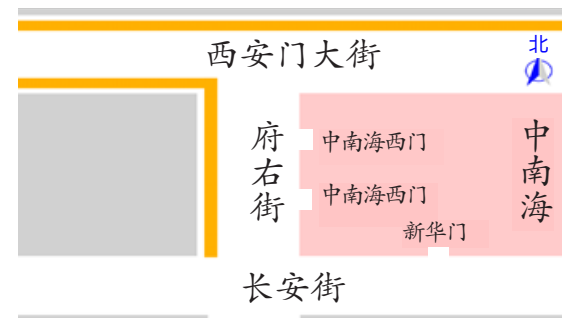 西安门大街
北
府右街
中南海西门
中南海
中南海西门
新华门
长安街